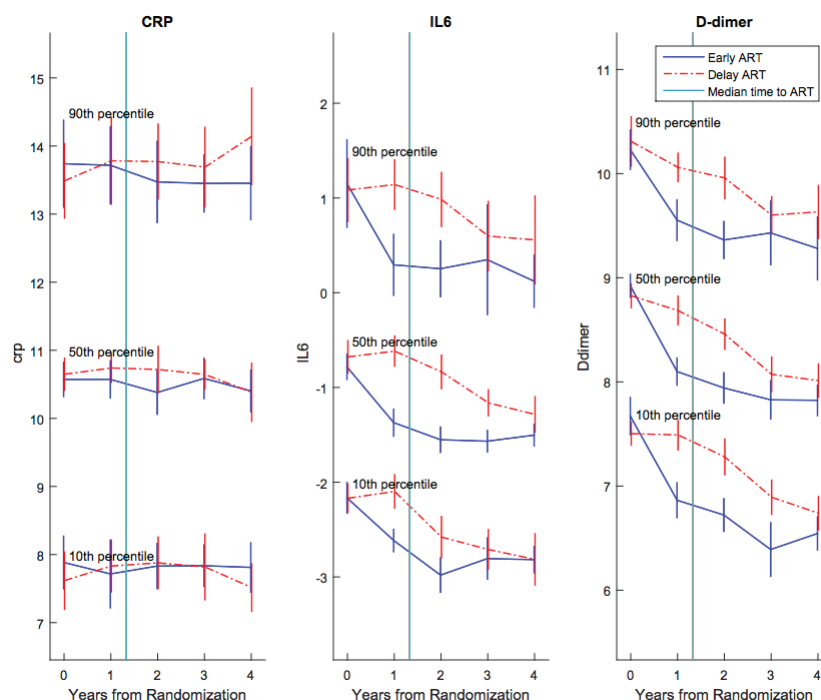 CRP
15
14
13
12
11
10
9
8
7
crp
90th percentile
50th percentile
10th percentile
0 1 2 3 4
Years from Randomization
IL6
2
1
0
-1
-2
-3
IL6
90th percentile
50th percentile
10th percentile
0 1 2 3 4
Years from Randomization
D-dimer
11
10
9
8
7
6
Ddimer
Early ART
Delay ART
Median time to ART
90th percentile
50th percentile
10th percentile
0 1 2 3 4
Years from Randomization